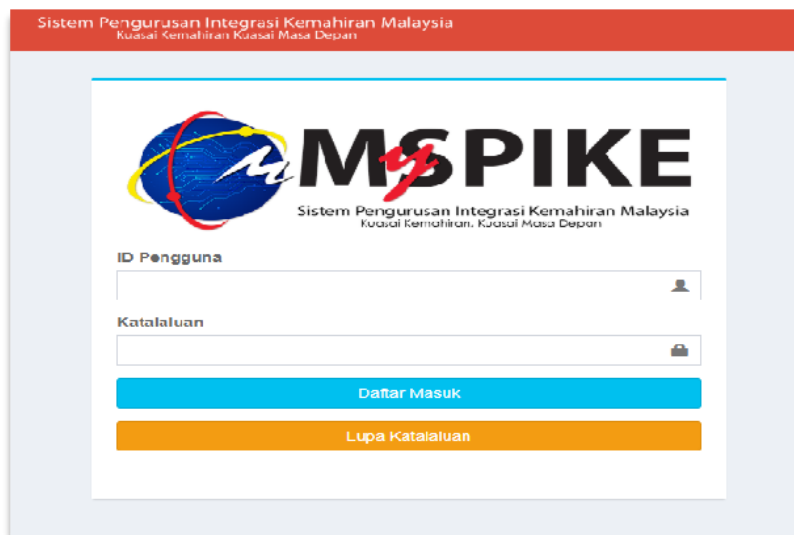 Sistem Pengurusan Integrasi Kemahiran Malaysia
Kuasai Kemahiran Kuasai Masa Depan
MySPIKE
Sistem Pengurusan Integrasi Kemahiran Malaysia
Kuasai Kemahiran, Kuasai Masa Depan
ID Pengguna
Katalaluan
Daftar Masuk
Lupa Katalaluan